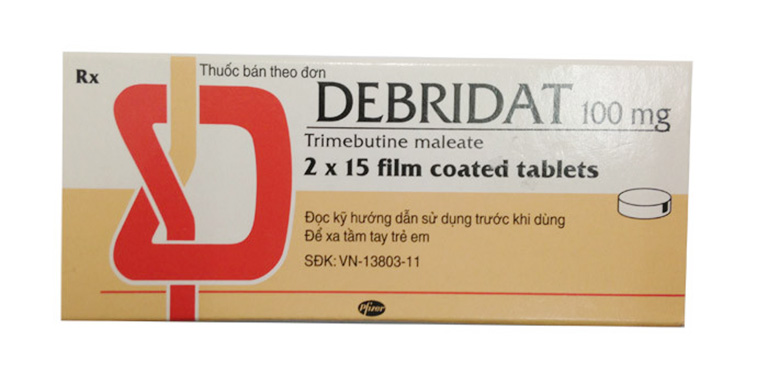 Rx
Thuốc bán theo đơn
DEBRIDAT 100 mg
Trimebutine maleate
2 x 15 film coated tablets
Đọc kỹ hướng dẫn sử dụng trước khi dùng
Để xa tầm tay trẻ em
SĐK: VN-13803-11
Pfizer